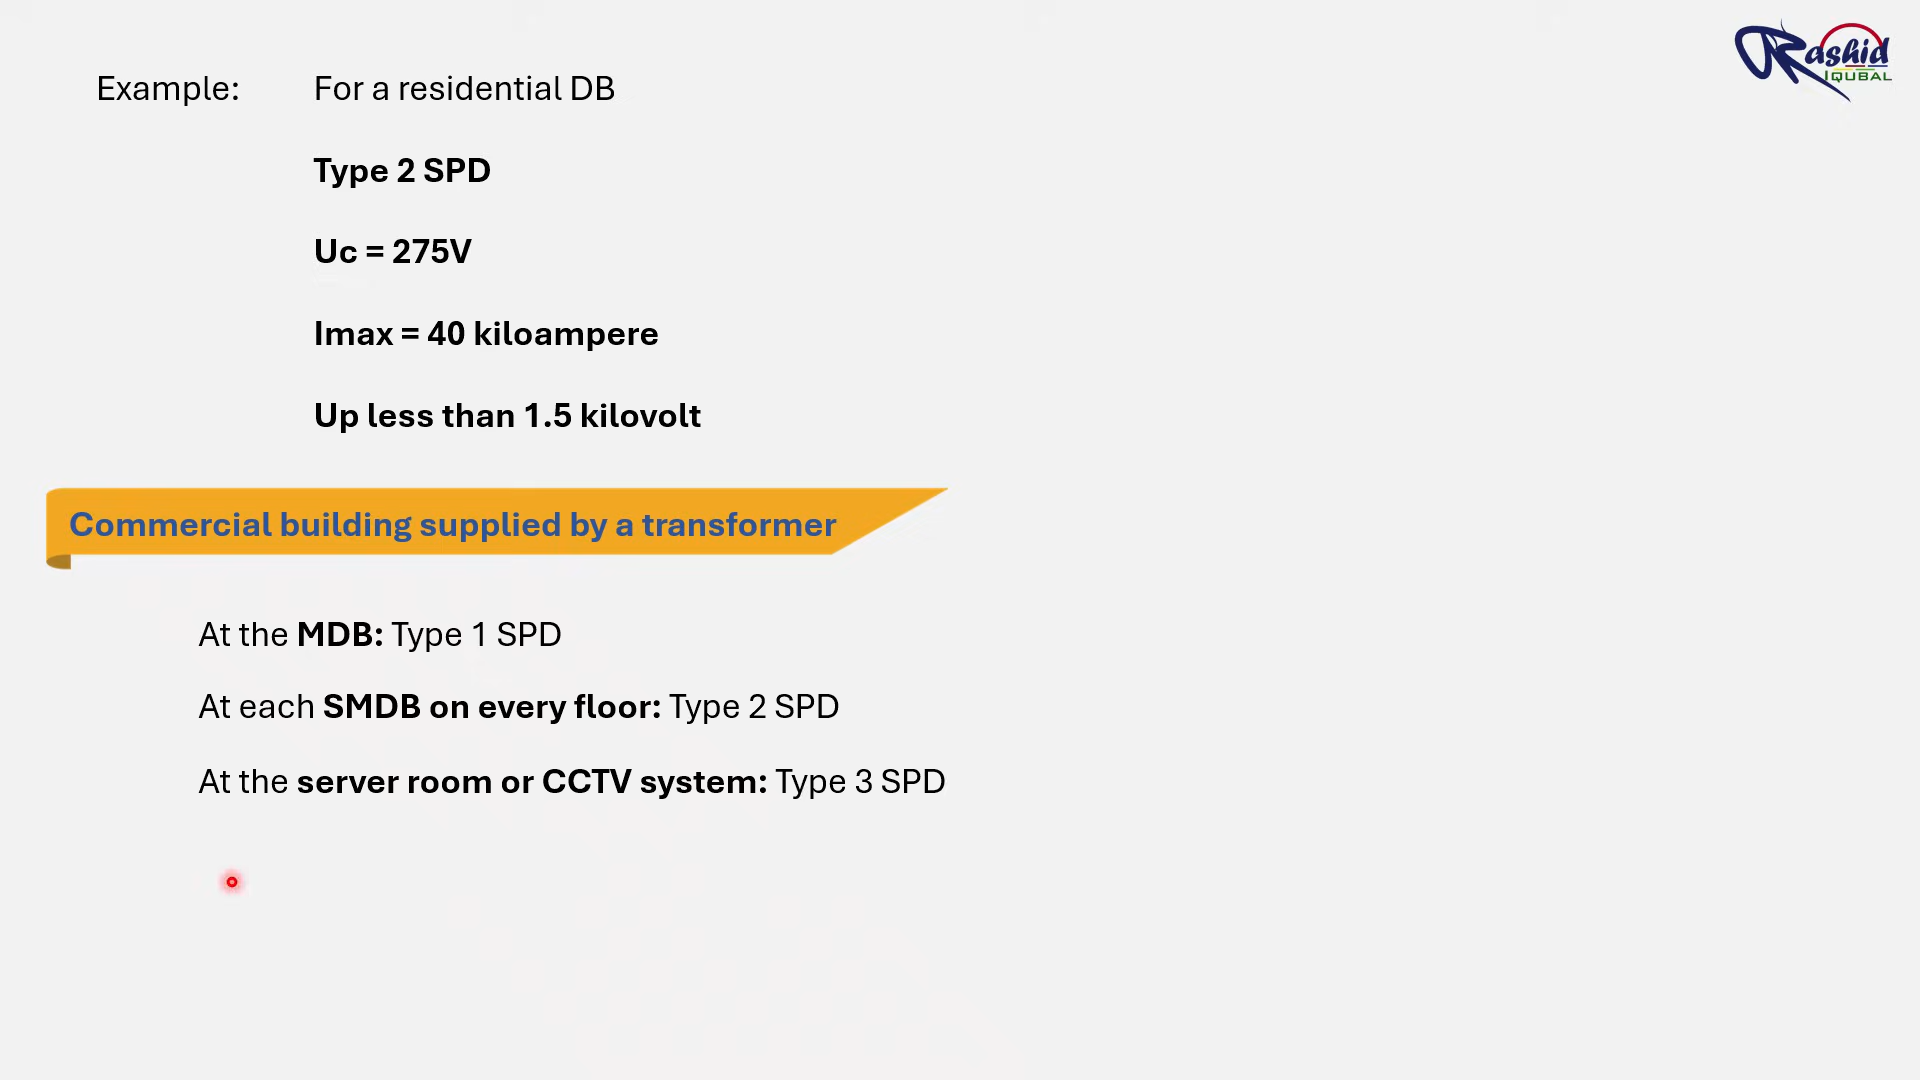 Rashid
IQUBAL
Example: For a residential DB
Type 2 SPD
Uc = 275V
Imax = 40 kiloampere
Up less than 1.5 kilovolt
Commercial building supplied by a transformer
At the MDB: Type 1 SPD
At each SMDB on every floor: Type 2 SPD
At the server room or CCTV system: Type 3 SPD